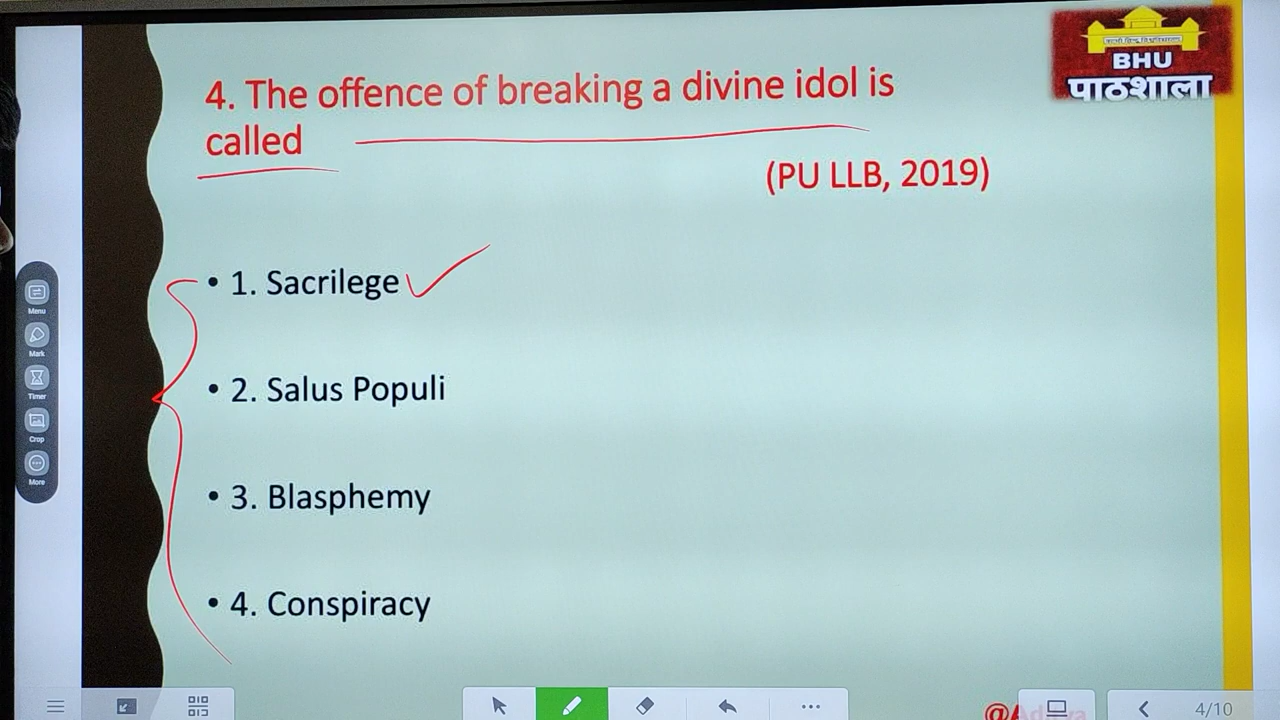 BHU
पाठशाला
4. The offence of breaking a divine idol is
called
(PU LLB, 2019)
• 1. Sacrilege
• 2. Salus Populi
• 3. Blasphemy
• 4. Conspiracy
Menu
Mark
Timer
Crop
More
4/10